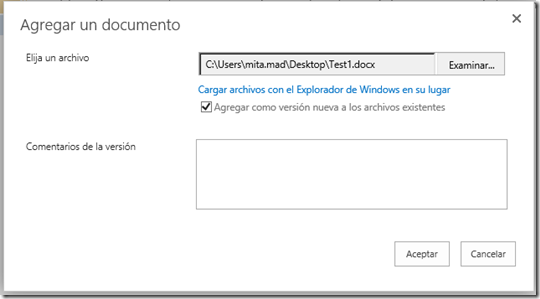 Agregar un documento
Elija un archivo
C:\Users\mita.mad\Desktop\Test1.docx
Examinar...
Cargar archivos con el Explorador de Windows en su lugar
Agregar como versión nueva a los archivos existentes
Comentarios de la versión
Aceptar
Cancelar